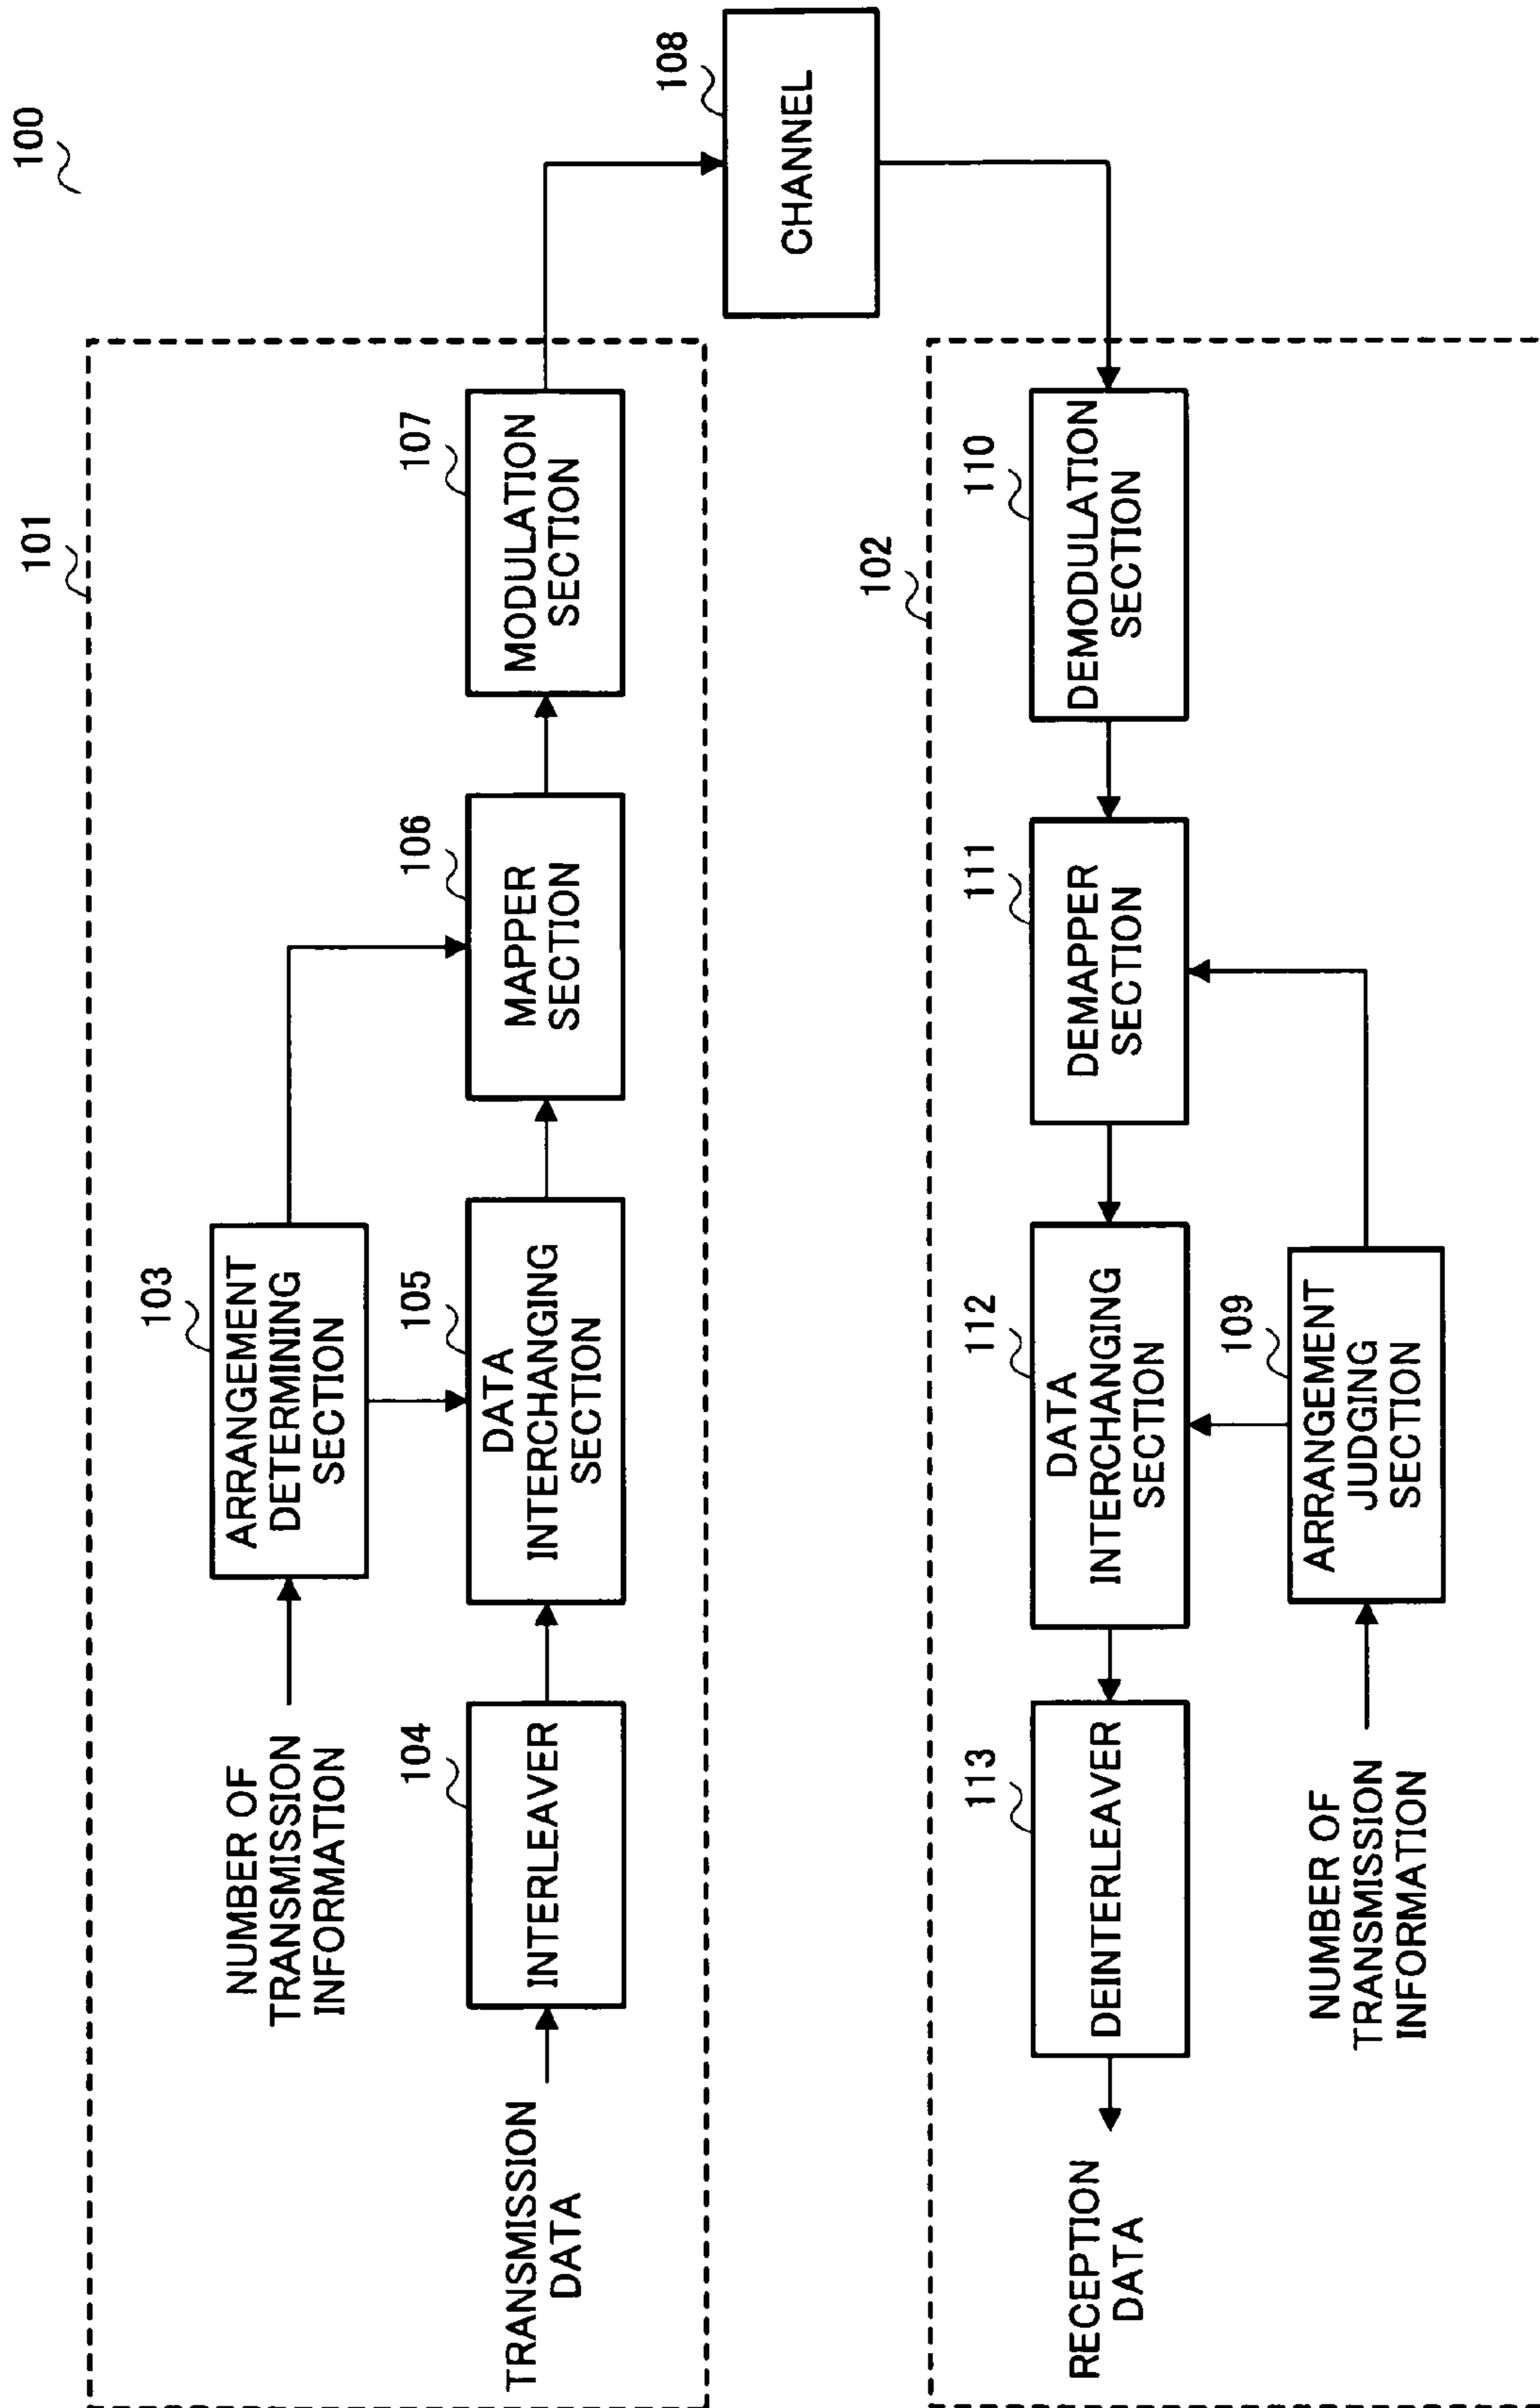 100
101
NUMBER OF
TRANSMISSION
INFORMATION
103
ARRANGEMENT
DETERMINING
SECTION
TRANSMISSION
DATA
104
INTERLEAVER
105
DATA
INTERCHANGING
SECTION
106
MAPPER
SECTION
107
MODULATION
SECTION
108
CHANNEL
102
RECEPTION
DATA
113
DEINTERLEAVER
112
DATA
INTERCHANGING
SECTION
111
DEMAPPER
SECTION
110
DEMODULATION
SECTION
NUMBER OF
TRANSMISSION
INFORMATION
109
ARRANGEMENT
JUDGING
SECTION